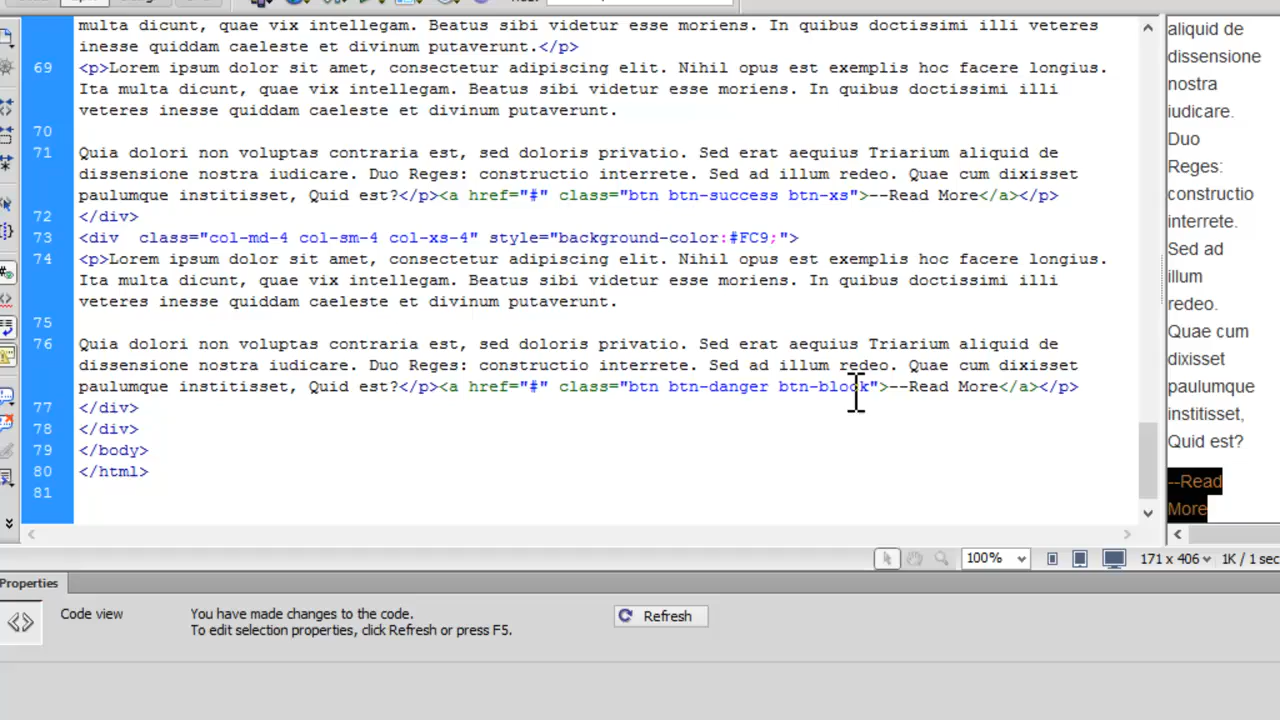 multa dicunt, quae vix intellegam. Beatus sibi videtur esse moriens. In quibus doctissimi illi
inesse quiddam caeleste et divinum putaverunt.</p>
69 <p>Lorem ipsum dolor sit amet, consectetur adipiscing elit. Nihil opus est exemplis hoc facere longius.
Ita multa dicunt, quae vix intellegam. Beatus sibi videtur esse moriens. In quibus doctissimi illi
veteres inesse quiddam caeleste et divinum putaverunt.
70
71 Quia dolori non voluptas contraria est, sed doloris privatio. Sed erat aequius Triarium aliquid de
dissensione nostra iudicare. Duo Reges: constructio interrete. Sed ad illum redeo. Quae cum dixisset
paulumque institisset, Quid est?</p><a href="#" class="btn btn-success btn-xs">--Read More</a></p>
72 </div>
73 <div  class="col-md-4 col-sm-4 col-xs-4" style="background-color:#FC9;">
74 <p>Lorem ipsum dolor sit amet, consectetur adipiscing elit. Nihil opus est exemplis hoc facere longius.
Ita multa dicunt, quae vix intellegam. Beatus sibi videtur esse moriens. In quibus doctissimi illi
veteres inesse quiddam caeleste et divinum putaverunt.
75
76 Quia dolori non voluptas contraria est, sed doloris privatio. Sed erat aequius Triarium aliquid de
dissensione nostra iudicare. Duo Reges: constructio interrete. Sed ad illum redeo. Quae cum dixisset
paulumque institisset, Quid est?</p><a href="#" class="btn btn-danger btn-block">--Read More</a></p>
77 </div>
78 </div>
79 </body>
80 </html>
81
aliquid de
dissensione
nostra
iudicare.
Duo
Reges:
constructio
interrete.
Sed ad
illum
redeo.
Quae cum
dixisset
paulumque
institisset,
Quid est?
--Read
More
100% 171 x 406 1K / 1 sec
Properties
Code view
You have made changes to the code.
To edit selection properties, click Refresh or press F5.
Refresh